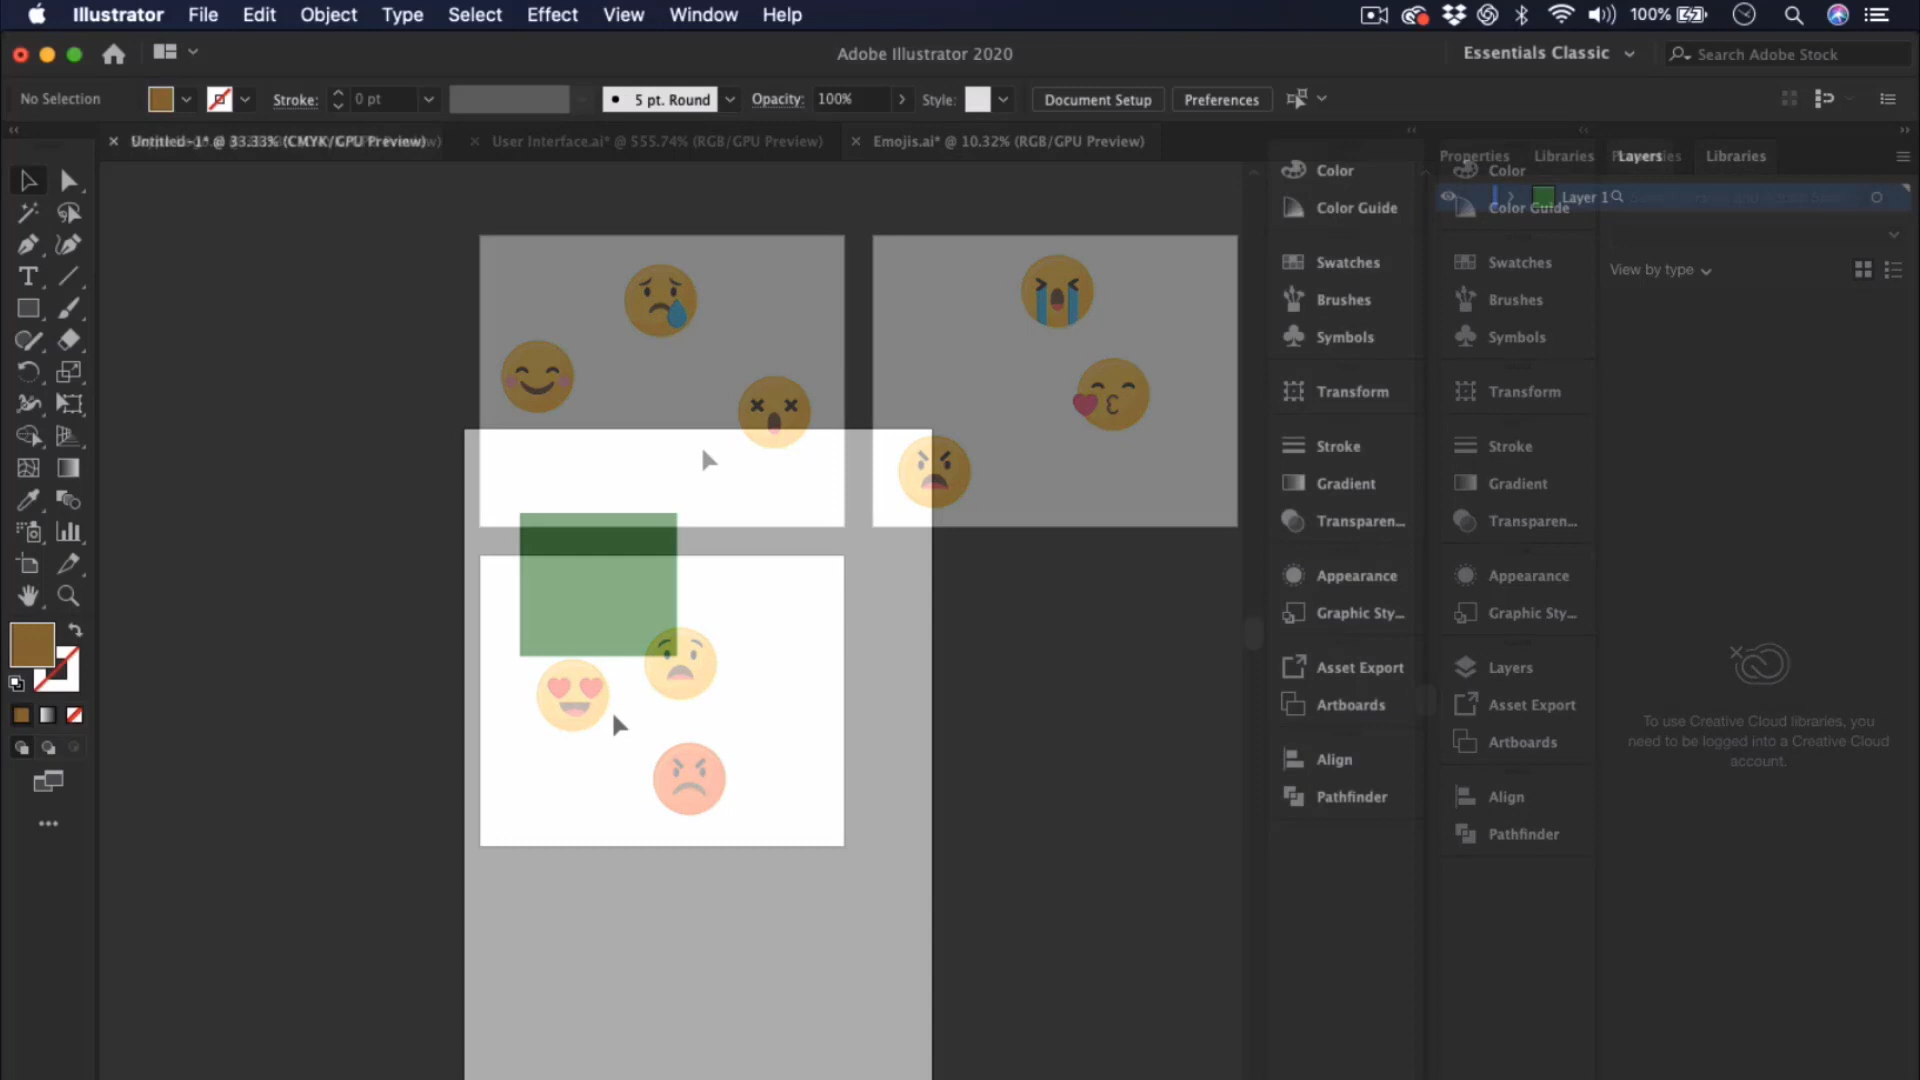 Illustrator File Edit Object Type Select Effect View Window Help 100%
Adobe Illustrator 2020 Essentials Classic Search Adobe Stock
No Selection Stroke: 0 pt 5 pt. Round Opacity: 100% Style: Document Setup Preferences
Untitled-1* @ 33.33% (CMYK/GPU Preview) User Interface.ai* @ 555.74% (RGB/GPU Preview) Emojis.ai* @ 10.32% (RGB/GPU Preview)
Properties Libraries Layers Libraries
Color Color
Layer 1
Color Guide Color Guide
Swatches Swatches
View by type
Brushes Brushes
Symbols Symbols
Transform Transform
Stroke Stroke
Gradient Gradient
Transparen... Transparen...
Appearance Appearance
Graphic Sty... Graphic Sty...
Asset Export Layers
Artboards Asset Export
To use Creative Cloud libraries, you
need to be logged into a Creative Cloud
account.
Artboards
Align Align
Pathfinder Pathfinder